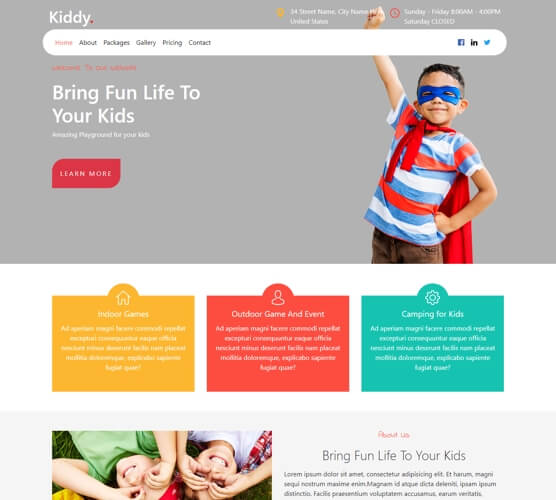 Kiddy.
34 Street Name, City Name Here,
United States
Sunday - Friday 8:00AM - 4:00PM
Saturday CLOSED
Home About Packages Gallery Pricing Contact
Welcome To Our Website
Bring Fun Life To
Your Kids
Amazing Playground for your kids
LEARN MORE
Indoor Games
Ad aperiam magni facere commodi repellat
excepturi consequuntur eaque officia
nesciunt minus deserunt facilis nam placeat
mollitia doloremque, explicabo sapiente
fugiat quae?
Outdoor Game And Event
Ad aperiam magni facere commodi repellat
excepturi consequuntur eaque officia
nesciunt minus deserunt facilis nam placeat
mollitia doloremque, explicabo sapiente
fugiat quae?
Camping for Kids
Ad aperiam magni facere commodi repellat
excepturi consequuntur eaque officia
nesciunt minus deserunt facilis nam placeat
mollitia doloremque, explicabo sapiente
fugiat quae?
About Us
Bring Fun Life To Your Kids
Lorem ipsum dolor sit amet, consectetur adipisicing elit. Et harum, magni
sequi nostrum maxime enim.Magnam id atque dicta deleniti, ipsam ipsum
distinctio. Facilis praesentium voluptatem accusamus, earum veritatis.